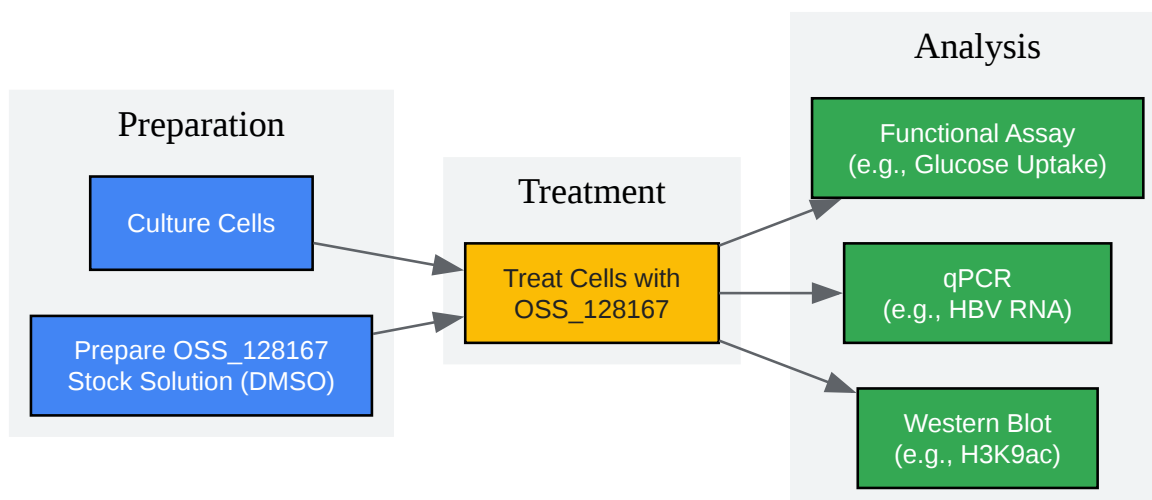 Preparation
Culture Cells
Prepare OSS_128167
Stock Solution (DMSO)
Treatment
Treat Cells with
OSS_128167
Analysis
Functional Assay
(e.g., Glucose Uptake)
qPCR
(e.g., HBV RNA)
Western Blot
(e.g., H3K9ac)